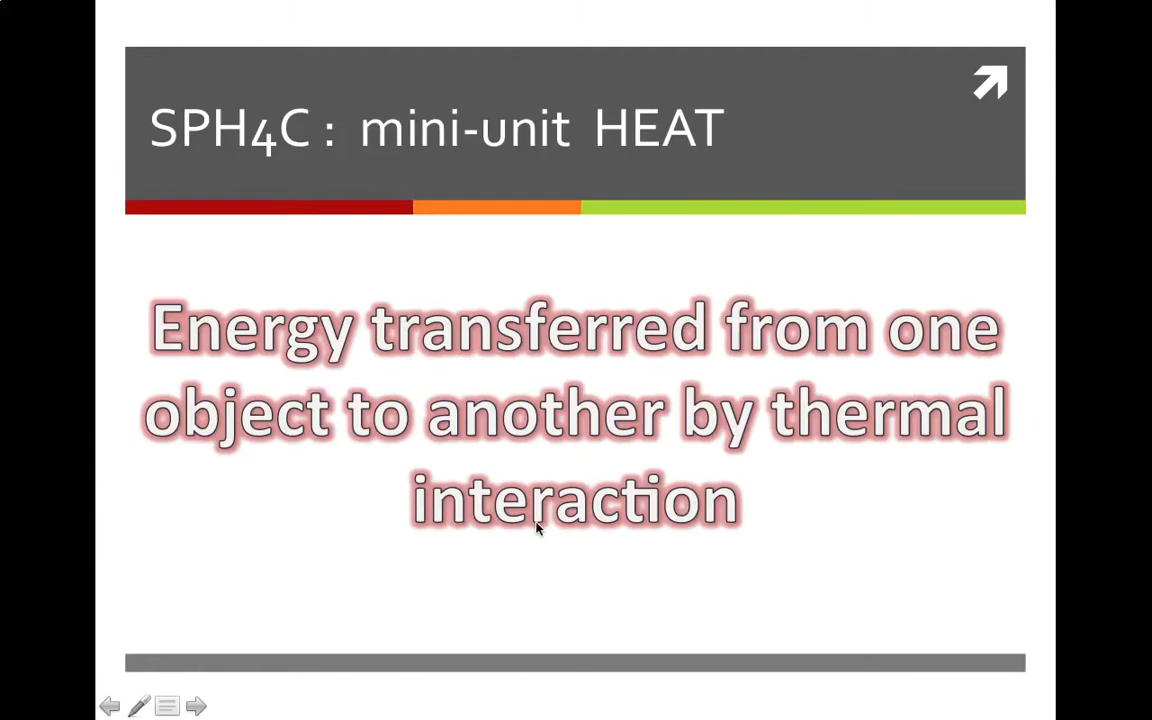 SPH4C : mini-unit HEAT
Energy transferred from one
object to another by thermal
interaction